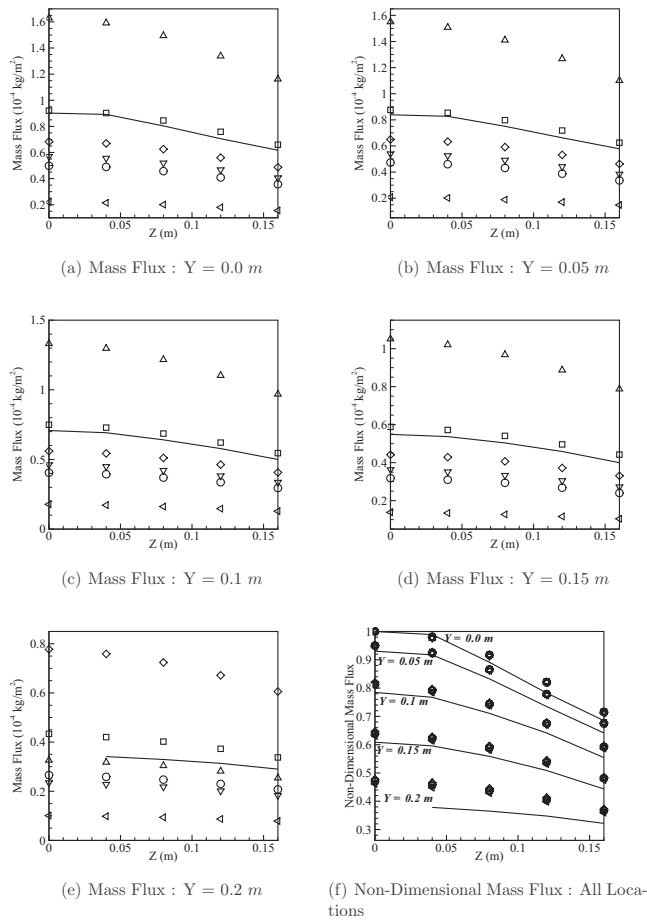 1.6
1.4
1.2
1
0.8
0.6
0.4
0.2
Mass Flux (10⁻⁴ kg/m²)
0
0.05
0.1
0.15
Z (m)
(a) Mass Flux : Y = 0.0 m
1.6
1.4
1.2
1
0.8
0.6
0.4
0.2
Mass Flux (10⁻⁴ kg/m²)
0
0.05
0.1
0.15
Z (m)
(b) Mass Flux : Y = 0.05 m
1.5
1
0.5
0
Mass Flux (10⁻⁴ kg/m²)
0
0.05
0.1
0.15
Z (m)
(c) Mass Flux : Y = 0.1 m
1
0.8
0.6
0.4
0.2
Mass Flux (10⁻⁴ kg/m²)
0
0.05
0.1
0.15
Z (m)
(d) Mass Flux : Y = 0.15 m
0.8
0.6
0.4
0.2
0
Mass Flux (10⁻⁴ kg/m²)
0
0.05
0.1
0.15
Z (m)
(e) Mass Flux : Y = 0.2 m
1
0.9
0.8
0.7
0.6
0.5
0.4
0.3
Non-Dimensional Mass Flux
Y = 0.0 m
Y = 0.05 m
Y = 0.1 m
Y = 0.15 m
Y = 0.2 m
0
0.05
0.1
0.15
Z (m)
(f) Non-Dimensional Mass Flux : All Loca-
tions